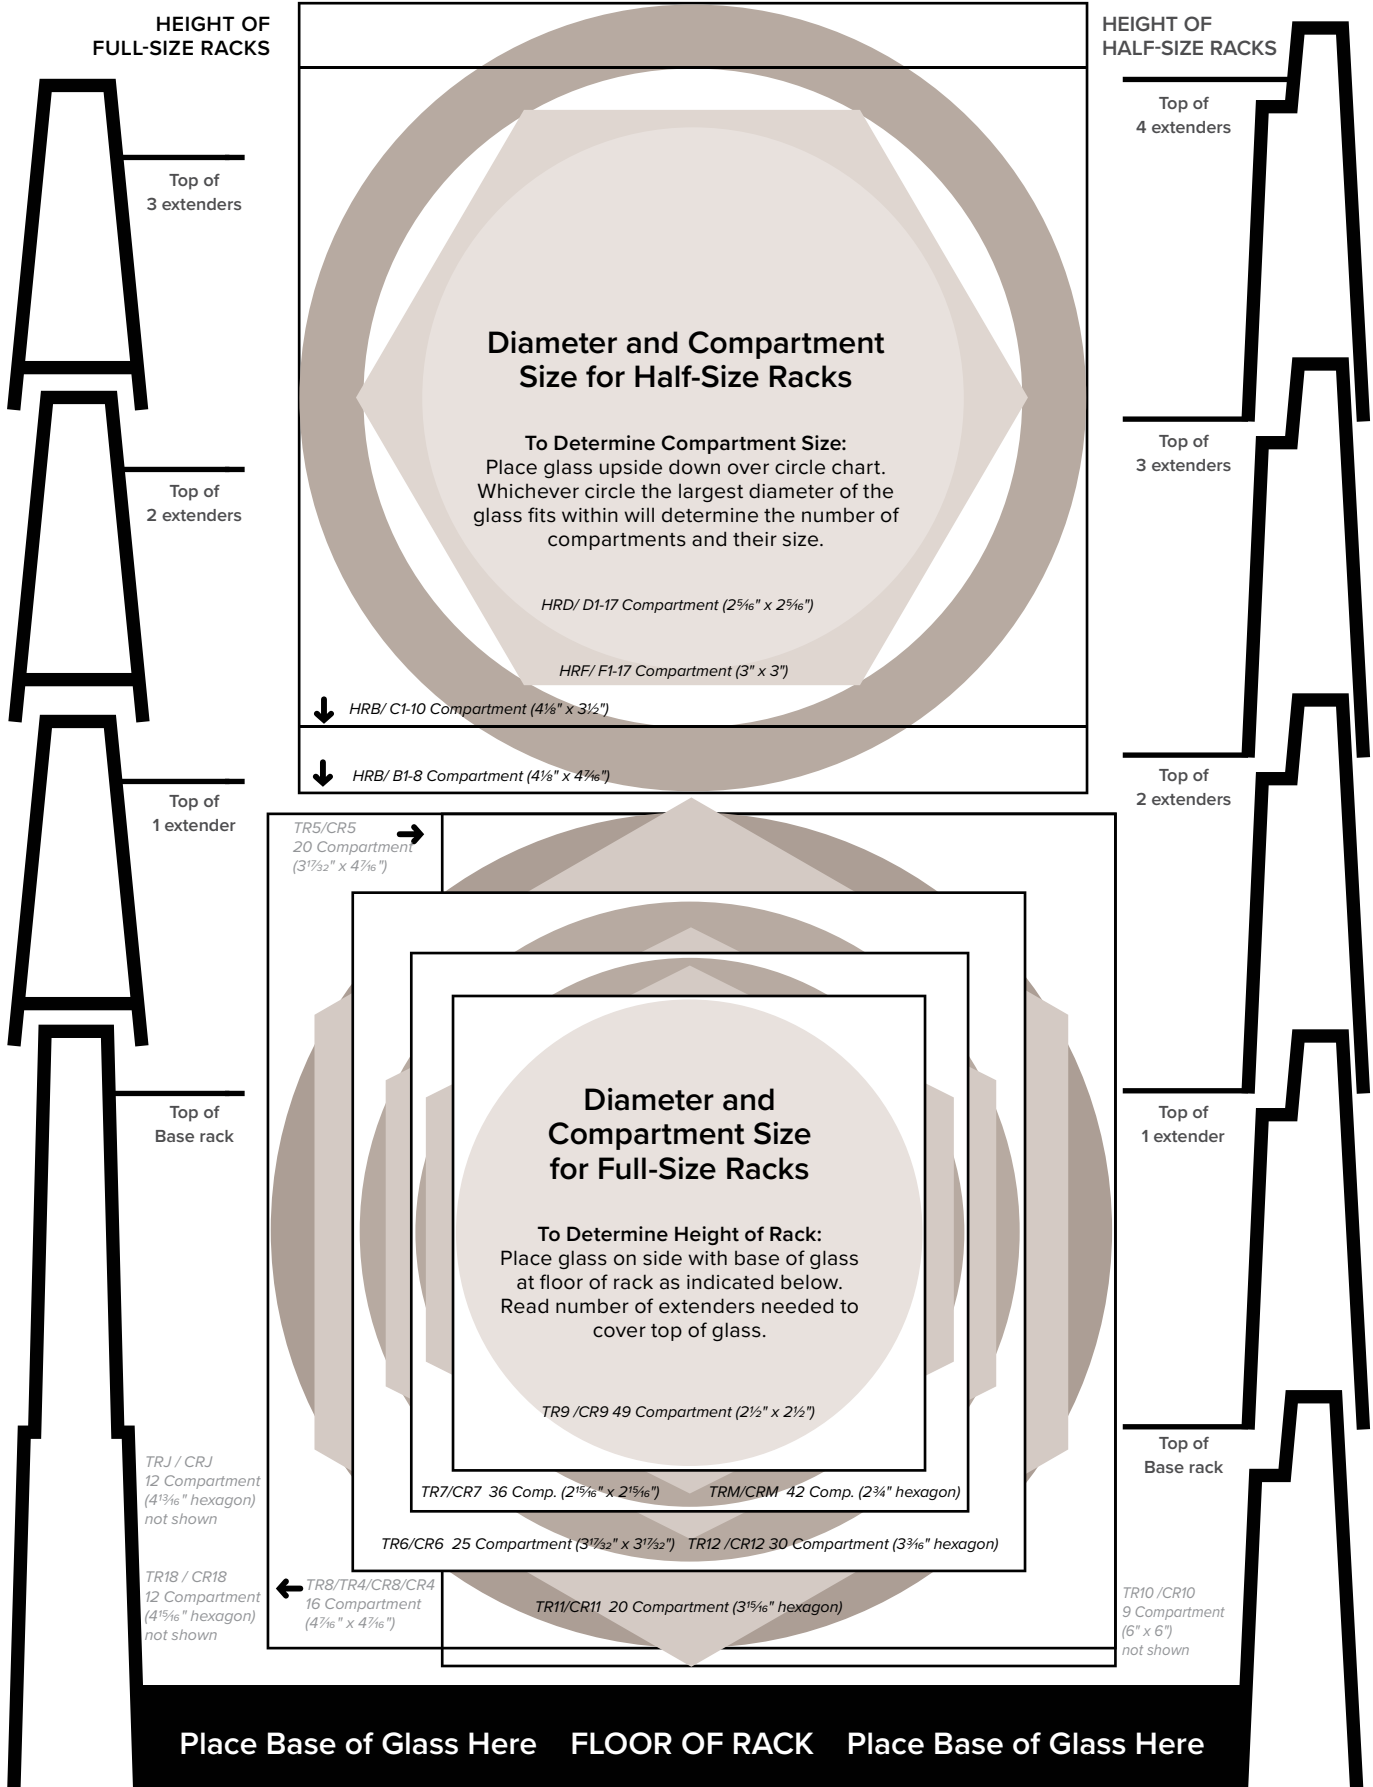 HEIGHT OF
FULL-SIZE RACKS
Top of
3 extenders
Top of
2 extenders
Top of
1 extender
Top of
Base rack
HEIGHT OF
HALF-SIZE RACKS
Top of
4 extenders
Top of
3 extenders
Top of
2 extenders
Top of
1 extender
Top of
Base rack
Diameter and Compartment
Size for Half-Size Racks
To Determine Compartment Size:
Place glass upside down over circle chart.
Whichever circle the largest diameter of the
glass fits within will determine the number of
compartments and their size.
HRD/ D1-17 Compartment (2⁵⁄₁₆" x 2⁵⁄₁₆")
HRF/ F1-17 Compartment (3" x 3")
HRB/ C1-10 Compartment (4⅛" x 3½")
HRB/ B1-8 Compartment (4⅛" x 4⁷⁄₁₆")
TR5/CR5
20 Compartment
(3¹⁷⁄₃₂" x 4⁷⁄₁₆")
Diameter and
Compartment Size
for Full-Size Racks
To Determine Height of Rack:
Place glass on side with base of glass
at floor of rack as indicated below.
Read number of extenders needed to
cover top of glass.
TR9 /CR9 49 Compartment (2½" x 2½")
TR7/CR7 36 Comp. (2¹⁵⁄₁₆" x 2¹⁵⁄₁₆")
TRM/CRM 42 Comp. (2¾" hexagon)
TR6/CR6 25 Compartment (3¹⁷⁄₃₂" x 3¹⁷⁄₃₂")
TR12 /CR12 30 Compartment (3³⁄₁₆" hexagon)
TR11/CR11 20 Compartment (3¹⁵⁄₁₆" hexagon)
TRJ / CRJ
12 Compartment
(4¹³⁄₁₆" hexagon)
not shown
TR18 / CR18
12 Compartment
(4¹⁵⁄₁₆" hexagon)
not shown
TR8/TR4/CR8/CR4
16 Compartment
(4⁷⁄₁₆" x 4⁷⁄₁₆")
TR10 /CR10
9 Compartment
(6" x 6")
not shown
Place Base of Glass Here FLOOR OF RACK Place Base of Glass Here